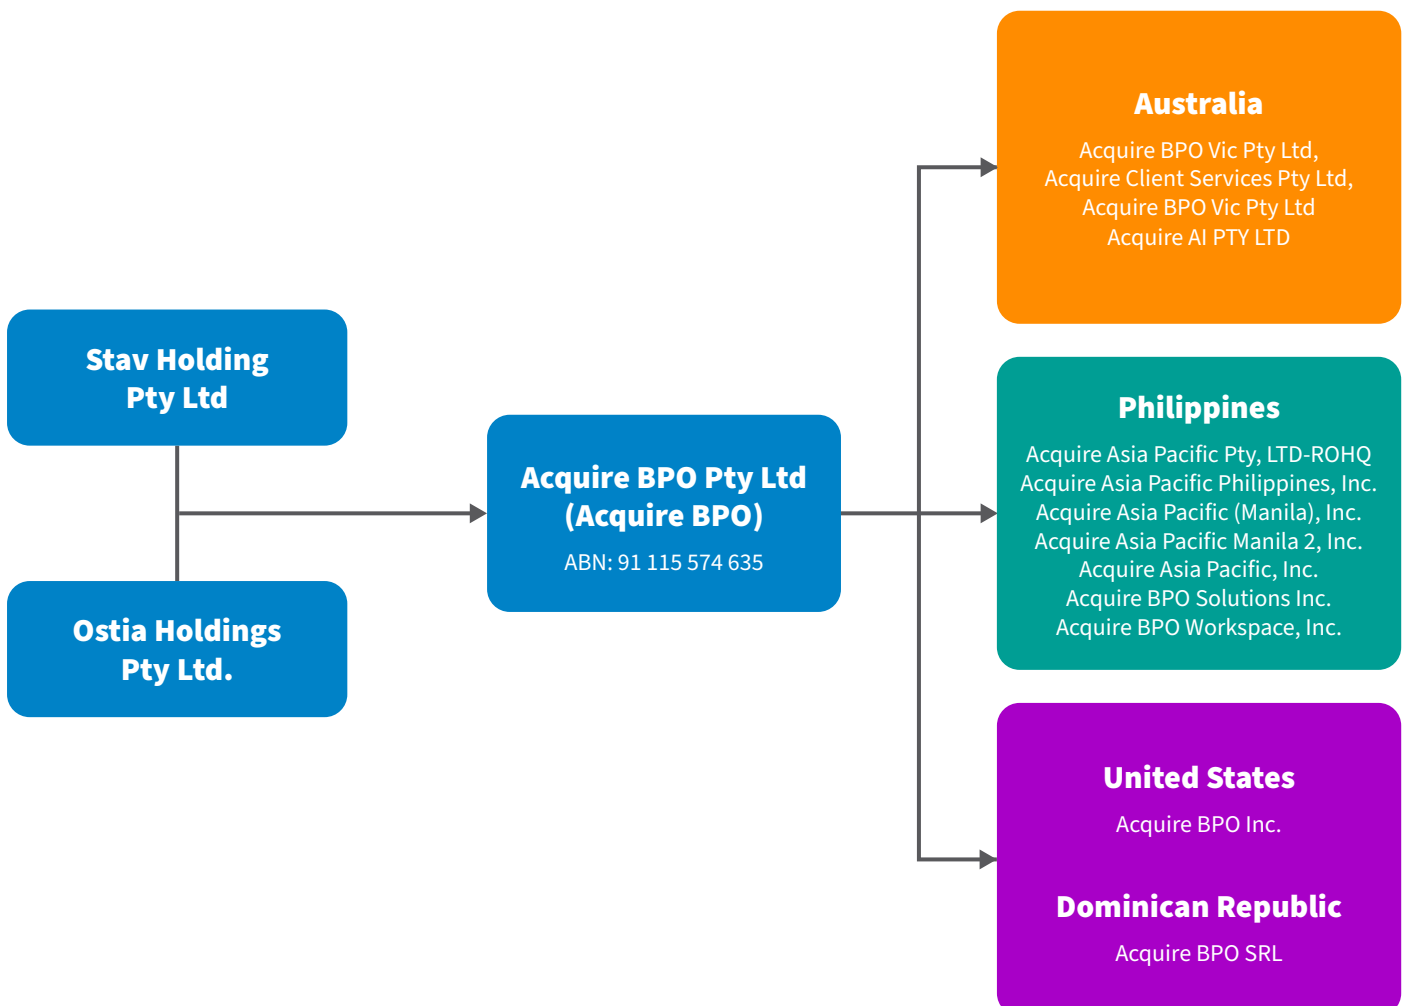 Stav Holding
Pty Ltd
Ostia Holdings
Pty Ltd.
Acquire BPO Pty Ltd
(Acquire BPO)
ABN: 91 115 574 635
Australia
Acquire BPO Vic Pty Ltd,
Acquire Client Services Pty Ltd,
Acquire BPO Vic Pty Ltd
Acquire AI PTY LTD
Philippines
Acquire Asia Pacific Pty, LTD-ROHQ
Acquire Asia Pacific Philippines, Inc.
Acquire Asia Pacific (Manila), Inc.
Acquire Asia Pacific Manila 2, Inc.
Acquire Asia Pacific, Inc.
Acquire BPO Solutions Inc.
Acquire BPO Workspace, Inc.
United States
Acquire BPO Inc.
Dominican Republic
Acquire BPO SRL